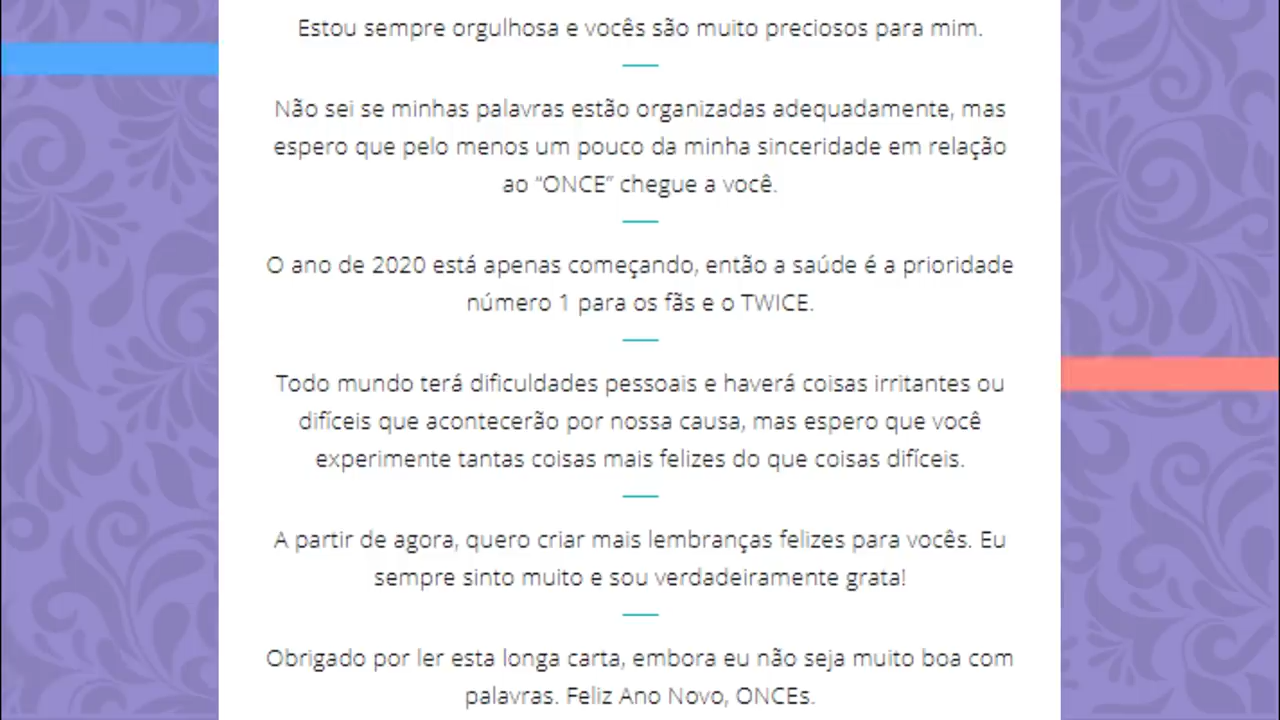 Estou sempre orgulhosa e vocês são muito preciosos para mim.
Não sei se minhas palavras estão organizadas adequadamente, mas
espero que pelo menos um pouco da minha sinceridade em relação
ao “ONCE” chegue a você.
O ano de 2020 está apenas começando, então a saúde é a prioridade
número 1 para os fãs e o TWICE.
Todo mundo terá dificuldades pessoais e haverá coisas irritantes ou
difíceis que acontecerão por nossa causa, mas espero que você
experimente tantas coisas mais felizes do que coisas difíceis.
A partir de agora, quero criar mais lembranças felizes para vocês. Eu
sempre sinto muito e sou verdadeiramente grata!
Obrigado por ler esta longa carta, embora eu não seja muito boa com
palavras. Feliz Ano Novo, ONCEs.